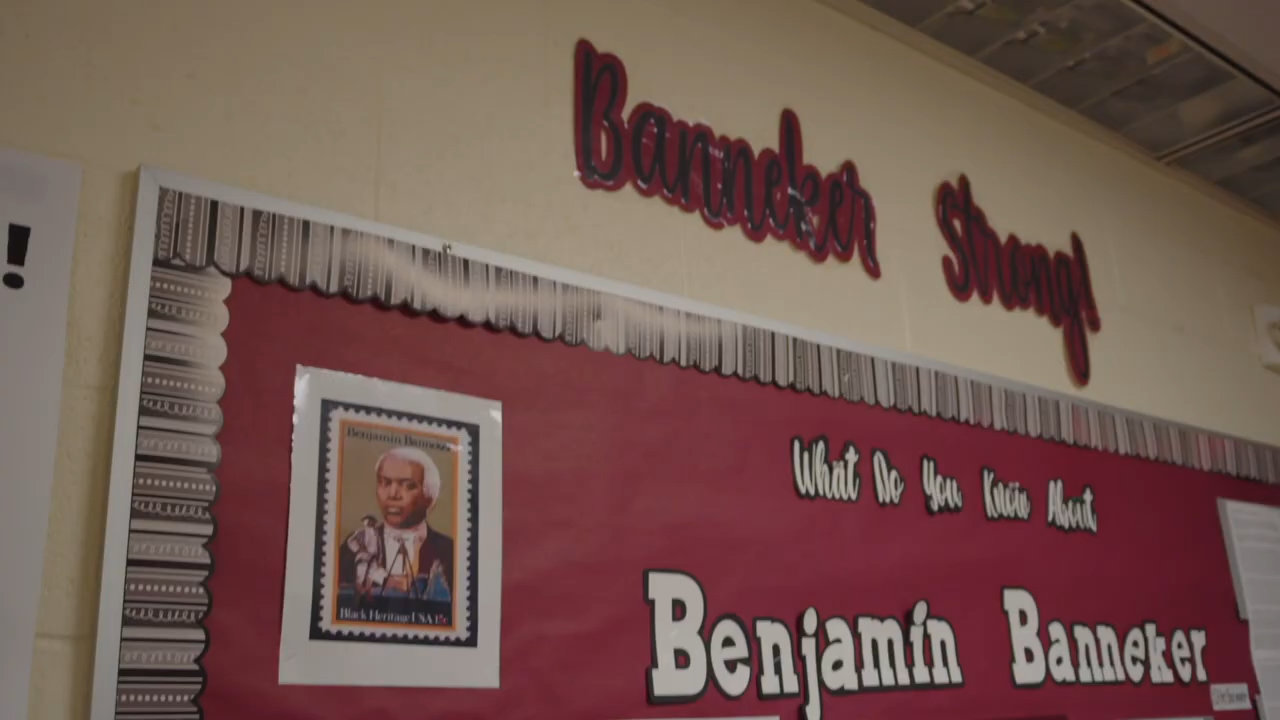 !
Banneker Strong!
Benjamin Banneker
Black Heritage USA 15c
What Do You Know About
Benjamin Banneker